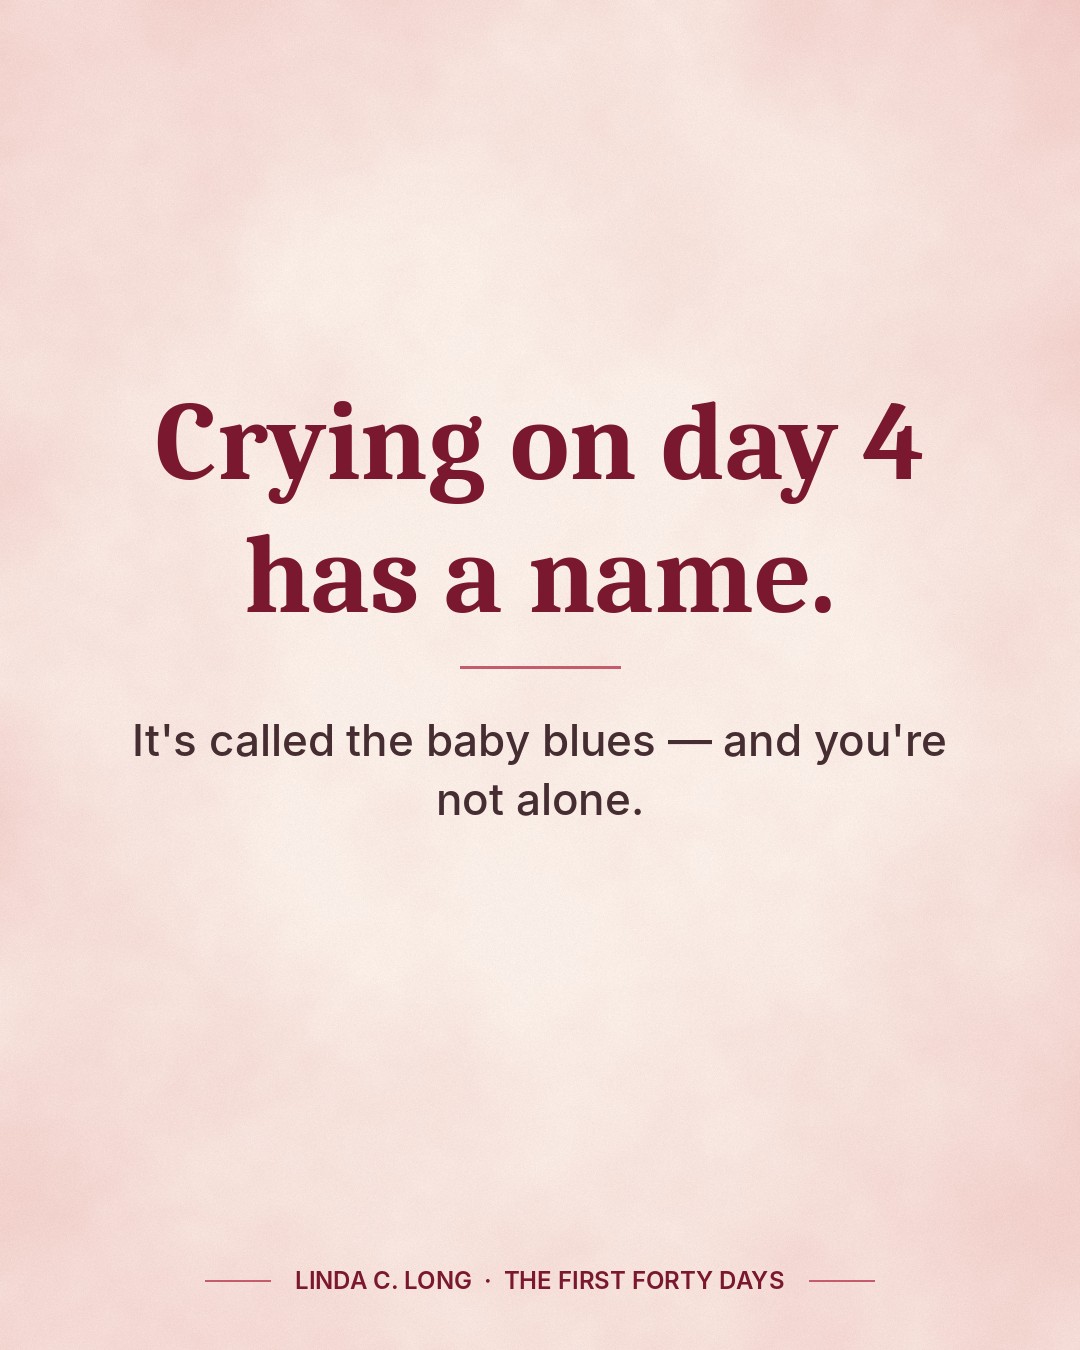 Crying on day 4
has a name.
It's called the baby blues — and you're
not alone.
LINDA C. LONG · THE FIRST FORTY DAYS